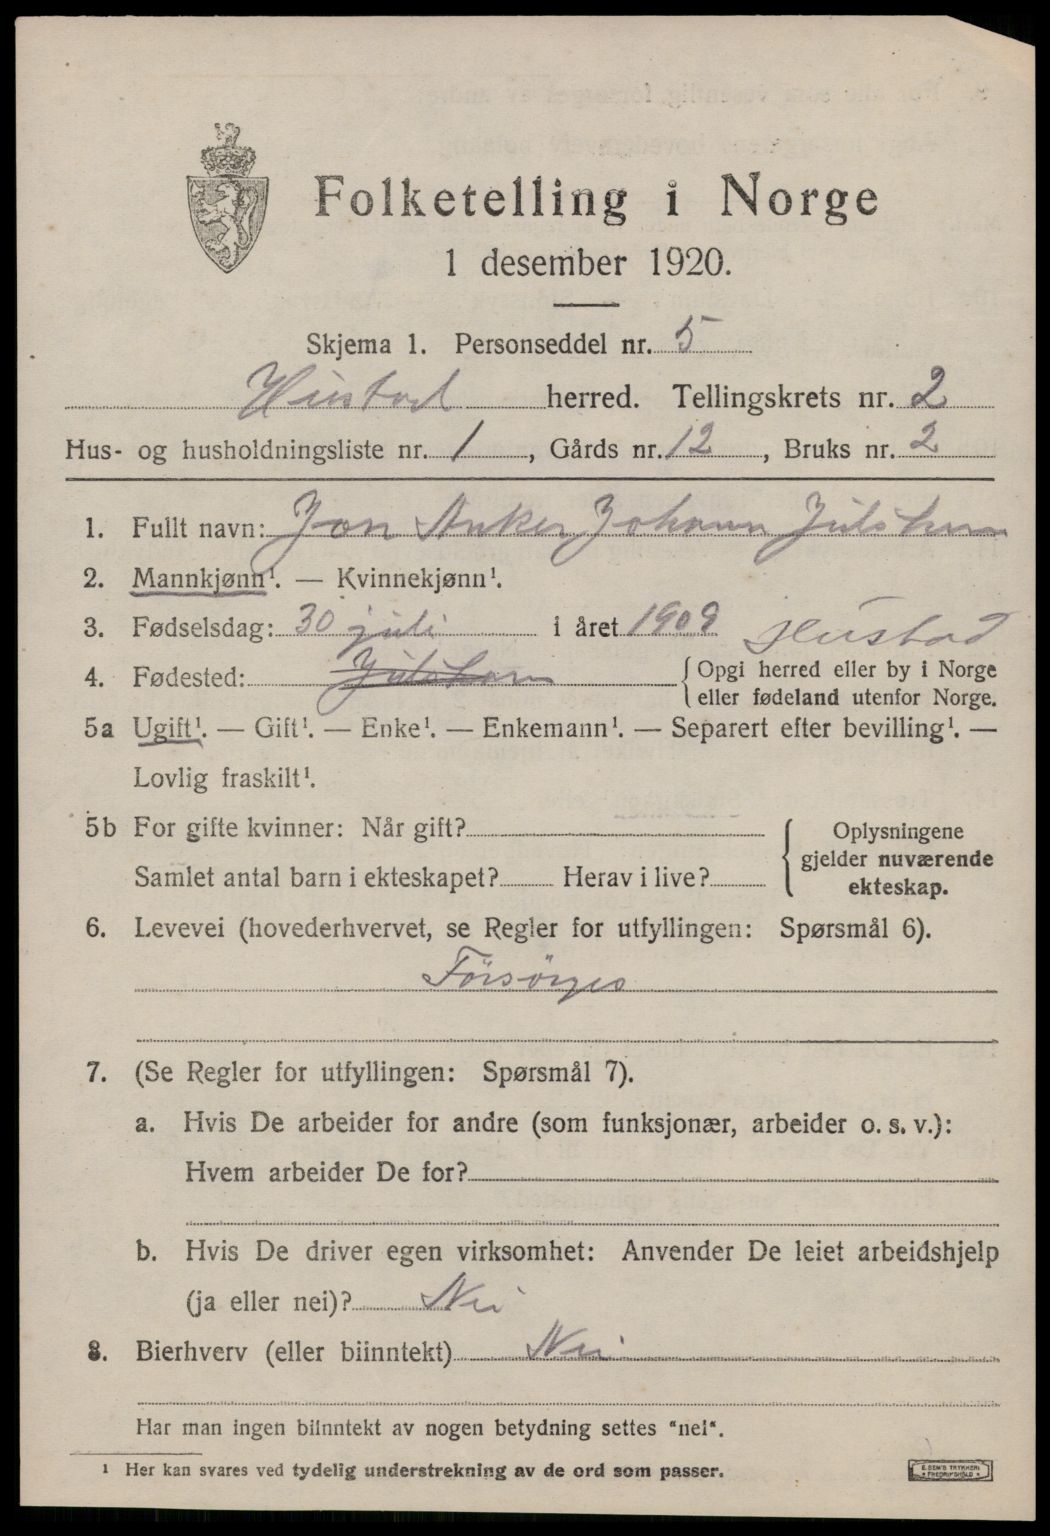 Folketelling i Norge
1 desember 1920.
Skjema 1. Personseddel nr. 5
Hustad herred. Tellingskrets nr. 2
Hus- og husholdningsliste nr. 1, Gårds nr. 12, Bruks nr. 2
1. Fullt navn: Jon Anker Johann Julshamn
2. Mannkjønn¹. — Kvinnekjønn¹.
3. Fødselsdag: 30 juli i året 1909 Hustad
4. Fødested: Julshamn { Opgi herred eller by i Norge
eller fødeland utenfor Norge.
5a Ugift¹. — Gift¹. — Enke¹. — Enkemann¹. — Separert efter bevilling¹. —
Lovlig fraskilt¹.
5b For gifte kvinner: Når gift?
Samlet antal barn i ekteskapet? Herav i live?
{ Oplysningene
gjelder nuværende
ekteskap.
6. Levevei (hovederhvervet, se Regler for utfyllingen: Spørsmål 6).
Försörges
7. (Se Regler for utfyllingen: Spørsmål 7).
a. Hvis De arbeider for andre (som funksjonær, arbeider o. s. v.):
Hvem arbeider De for?
b. Hvis De driver egen virksomhet: Anvender De leiet arbeidshjelp
(ja eller nei)? Nei
8. Bierhverv (eller biinntekt) Nei
Har man ingen biinntekt av nogen betydning settes "nei".
¹ Her kan svares ved tydelig understrekning av de ord som passer.
E. SEM'S TRYKKERI
FREDRIKSHALD